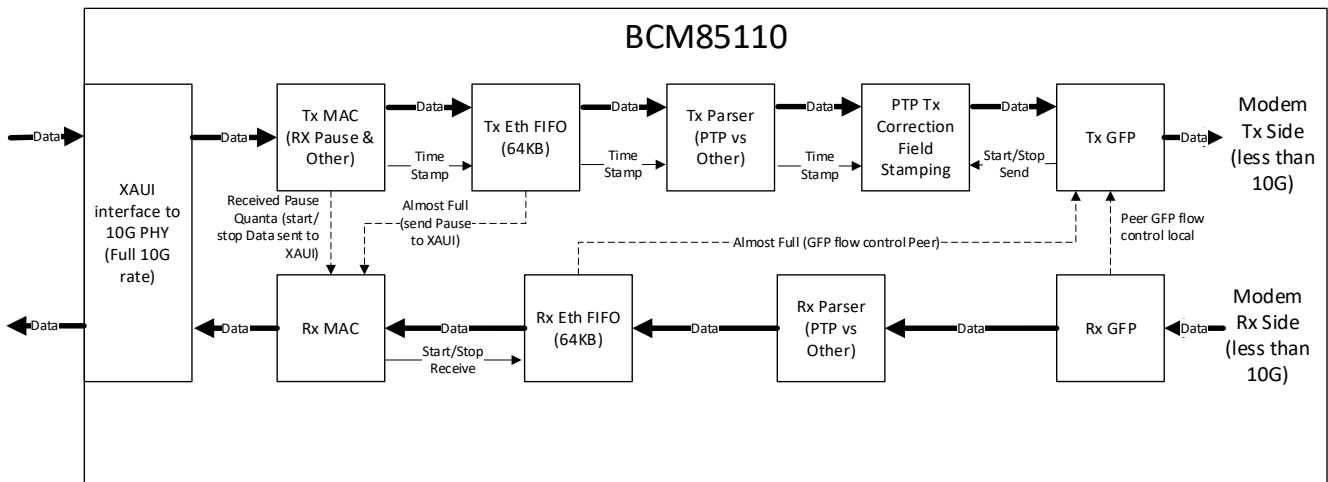 BCM85110
Data
XAUI
interface to
10G PHY
(Full 10G
rate)
Data
Tx MAC
(RX Pause &
Other)
Data
Time
Stamp
Tx Eth FIFO
(64KB)
Data
Time
Stamp
Tx Parser
(PTP vs
Other)
Data
Time
Stamp
PTP Tx
Correction
Field
Stamping
Data
Start/Stop
Send
Tx GFP
Data
Modem
Tx Side
(less than
10G)
Received Pause
Quanta (start/
stop Data sent to
XAUI)
Almost Full
(send Pause
to XAUI)
Almost Full (GFP flow control Peer)
Peer GFP flow
control local
Data
Data
Rx MAC
Data
Start/Stop
Receive
Rx Eth FIFO
(64KB)
Data
Rx Parser
(PTP vs
Other)
Data
Rx GFP
Data
Modem
Rx Side
(less than
10G)